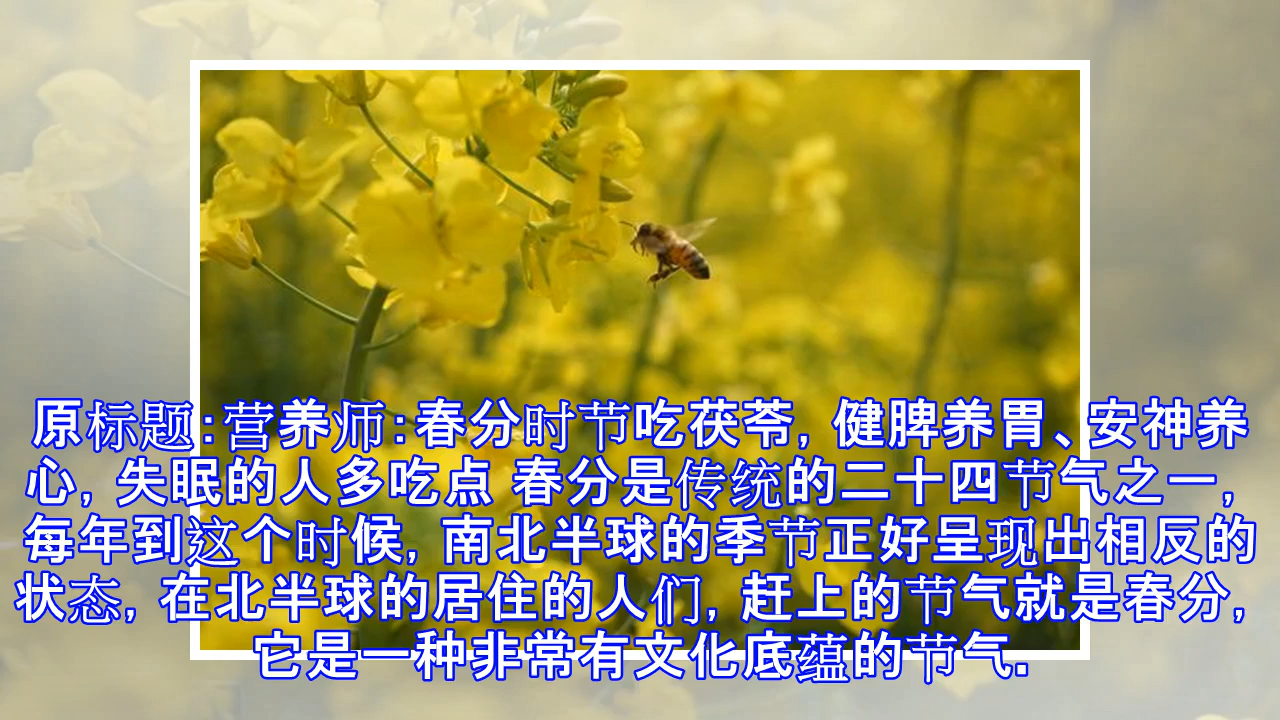 原标题:营养师:春分时节吃茯苓, 健脾养胃、安神养
心, 失眠的人多吃点 春分是传统的二十四节气之一,
每年到这个时候, 南北半球的季节正好呈现出相反的
状态, 在北半球的居住的人们, 赶上的节气就是春分,
它是一种非常有文化底蕴的节气.